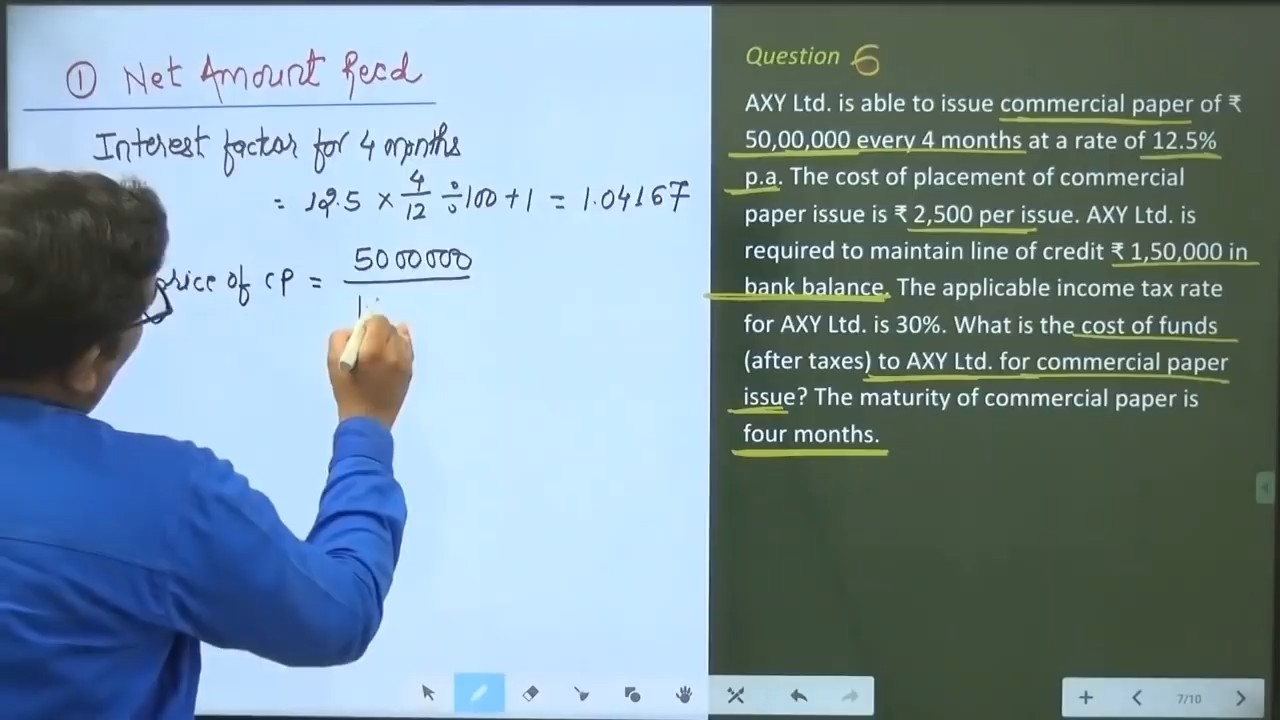 ① Net Amount Recd
Interest factor for 4 months
= 12.5 × 4/12 ÷ 100 + 1 = 1.04167
price of CP = 5000000
1
Question 6
AXY Ltd. is able to issue commercial paper of ₹
50,00,000 every 4 months at a rate of 12.5%
p.a. The cost of placement of commercial
paper issue is ₹ 2,500 per issue. AXY Ltd. is
required to maintain line of credit ₹ 1,50,000 in
bank balance. The applicable income tax rate
for AXY Ltd. is 30%. What is the cost of funds
(after taxes) to AXY Ltd. for commercial paper
issue? The maturity of commercial paper is
four months.
7/10